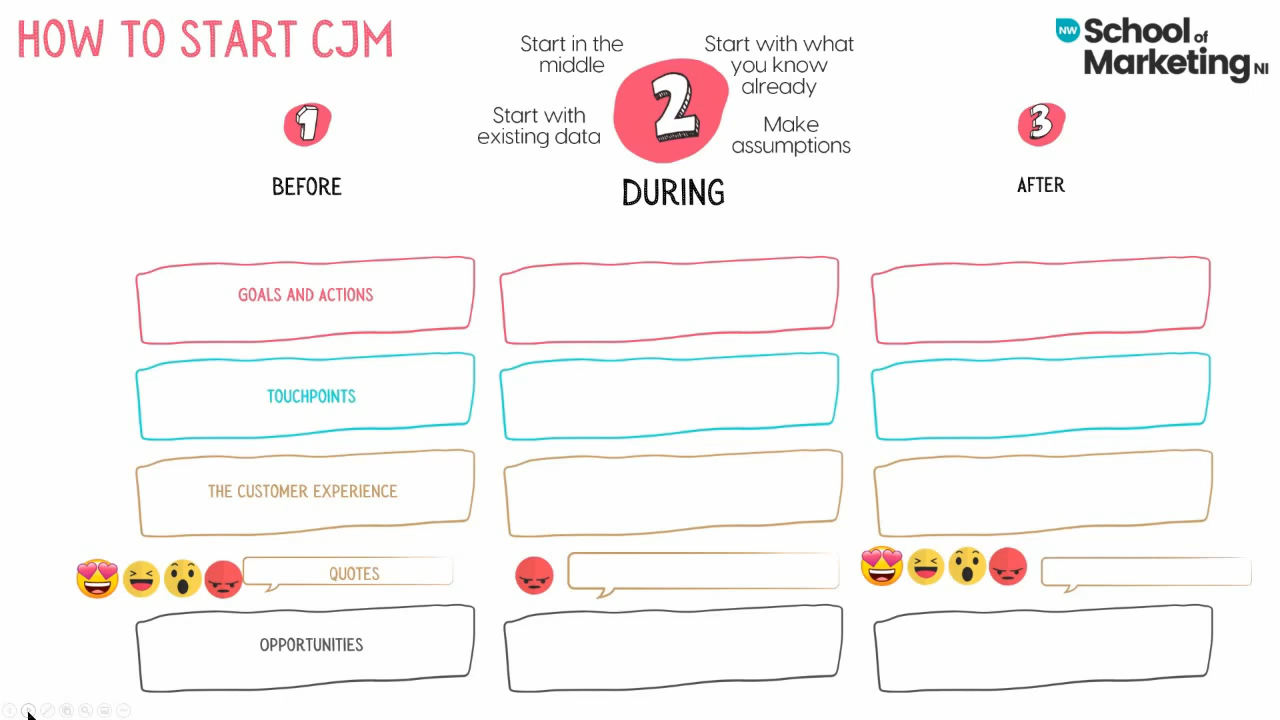 HOW TO START CJM
Start in the
middle
Start with what
you know
already
NW
School of
Marketing NI
1
2
3
Start with
existing data
Make
assumptions
BEFORE
DURING
AFTER
GOALS AND ACTIONS
TOUCHPOINTS
THE CUSTOMER EXPERIENCE
QUOTES
OPPORTUNITIES